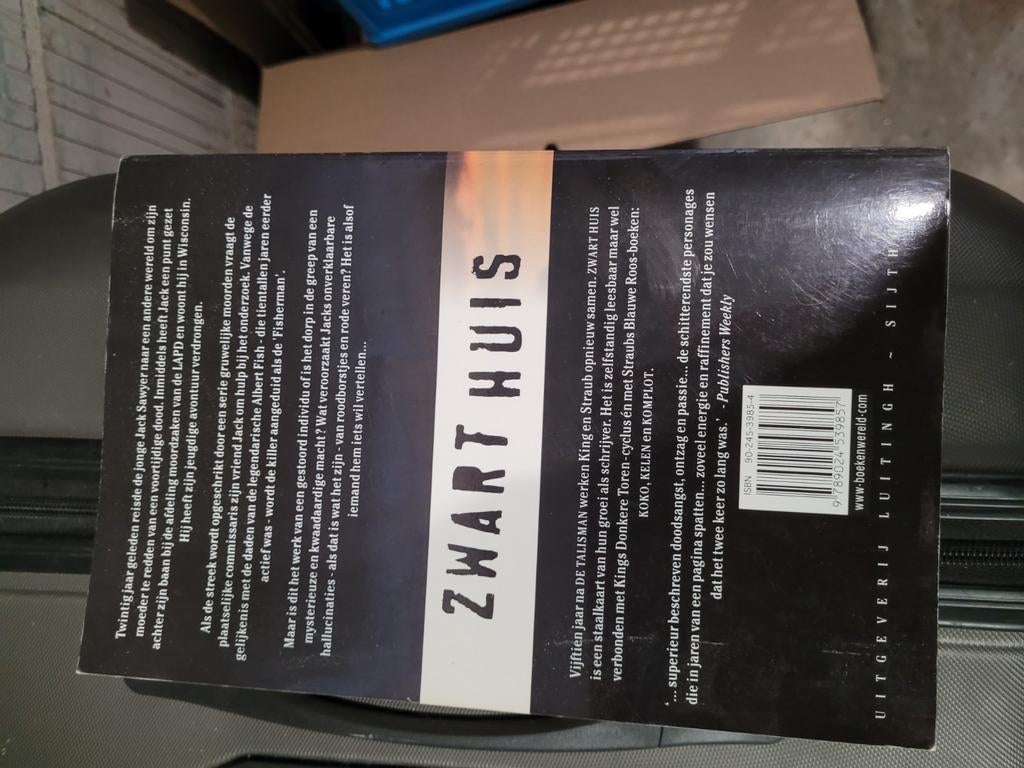 Twintig jaar geleden reisde de jonge Jack Sawyer naar een andere wereld om zijn
moeder te redden van een voortijdige dood. Inmiddels heeft Jack een punt gezet
achter zijn baan bij de afdeling moordzaken van de LAPD en woont hij in Wisconsin.
Hij heeft zijn jeugdige avontuur verdrongen.
Als de streek wordt opgeschrikt door een serie gruwelijke moorden vraagt de
plaatselijke commissaris zijn vriend Jack om hulp bij het onderzoek. Vanwege de
gelijkenis met de daden van de legendarische Albert Fish - die tientallen jaren eerder
actief was - wordt de killer aangeduid als de 'Fisherman'.
Maar is dit het werk van een gestoord individu of is het dorp in de greep van een
mysterieuze en kwaadaardige macht? Wat veroorzaakt Jacks onverklaarbare
hallucinaties - als dat is wat het zijn - van roodborstjes en rode veren? Het is alsof
iemand hem iets wil vertellen...
ZWART HUIS
Vijftien jaar na DE TALISMAN werken King en Straub opnieuw samen. ZWART HUIS
is een staalkaart van hun groei als schrijver. Het is zelfstandig leesbaar maar wel
verbonden met Kings Donkere Toren-cyclus én met Straubs Blauwe Roos-boeken:
KOKO, KELEN en KOMPLOT.
'... superieur beschreven doodsangst, ontzag en passie... de schitterendste personages
die in jaren van een pagina spatten... zoveel energie en raffinement dat je zou wensen
dat het twee keer zo lang was.' - Publishers Weekly
ISBN 90-245-3985-4
9 789024 539857
www.boekenwereld.com
UITGEVERIJ LUITINGH ~ SIJTH